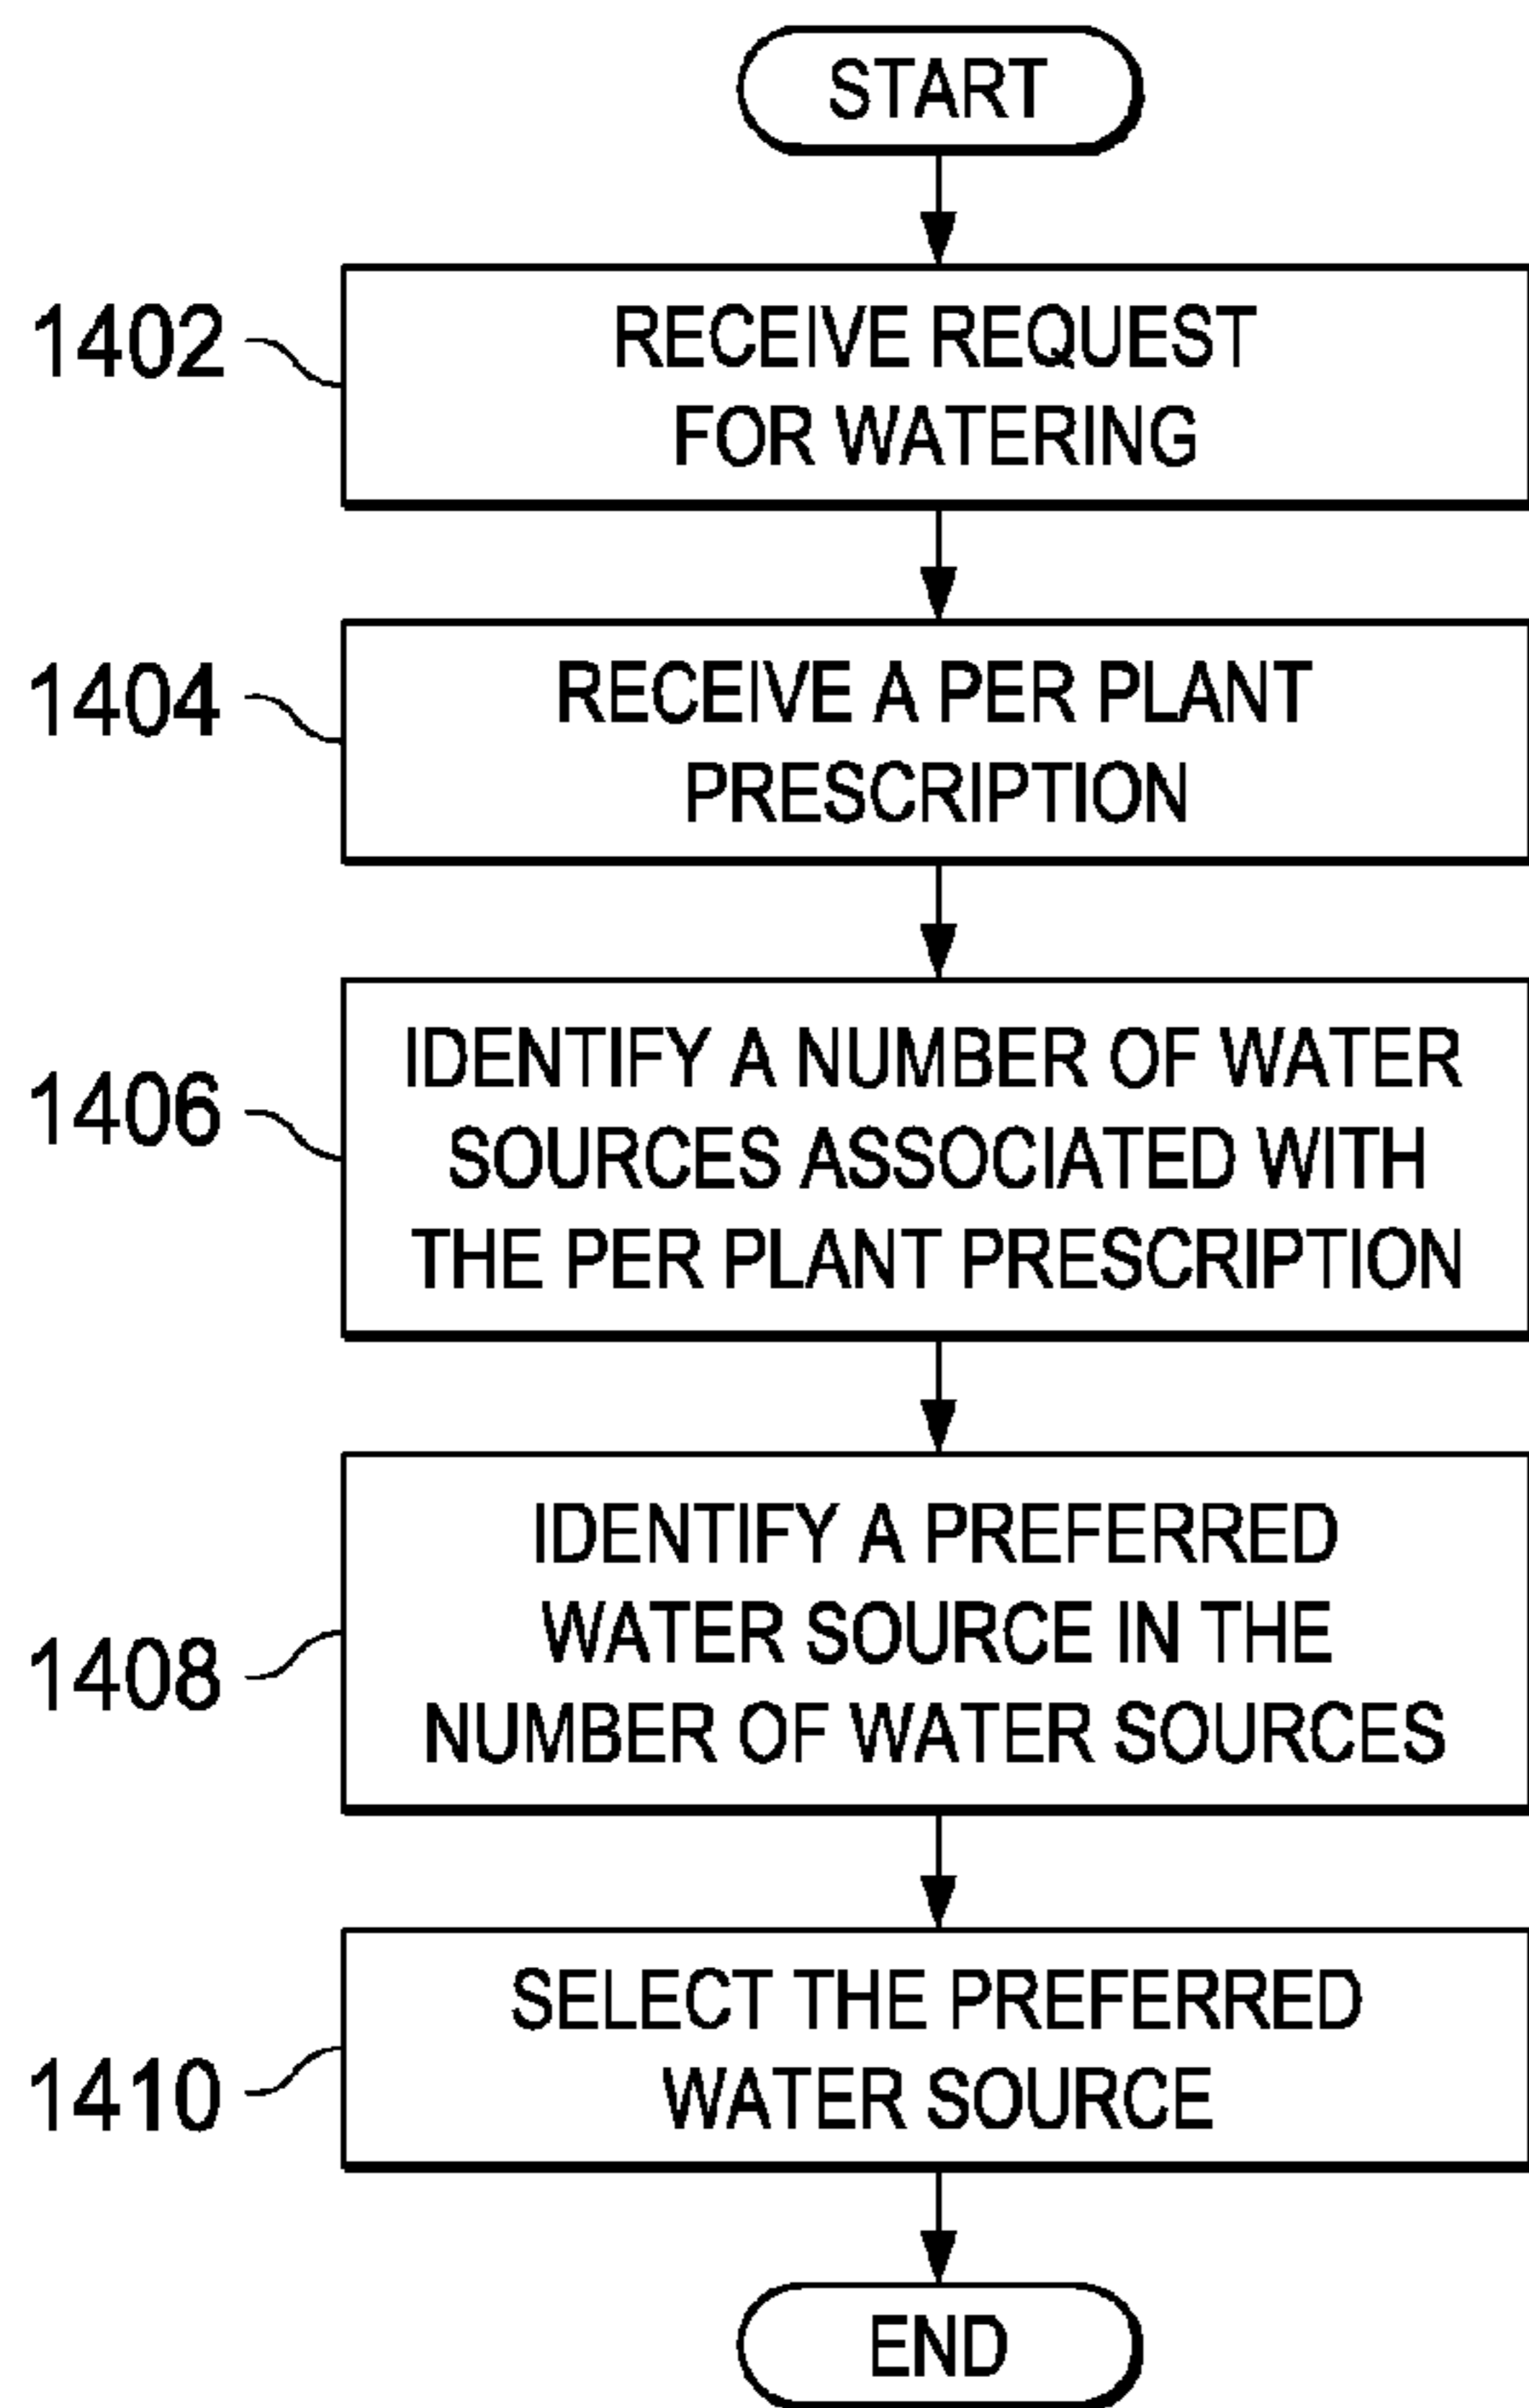 START
1402
RECEIVE REQUEST
FOR WATERING
1404
RECEIVE A PER PLANT
PRESCRIPTION
1406
IDENTIFY A NUMBER OF WATER
SOURCES ASSOCIATED WITH
THE PER PLANT PRESCRIPTION
1408
IDENTIFY A PREFERRED
WATER SOURCE IN THE
NUMBER OF WATER SOURCES
1410
SELECT THE PREFERRED
WATER SOURCE
END